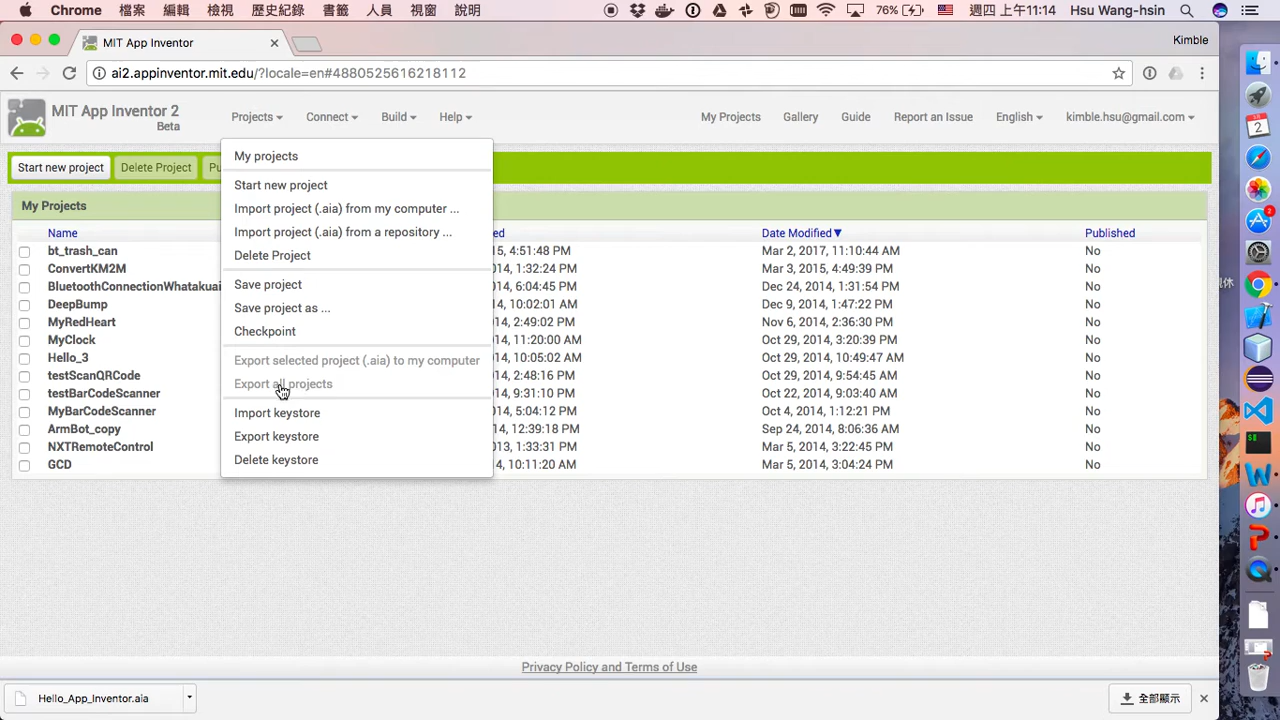 Chrome 檔案 編輯 檢視 歷史紀錄 書籤 人員 視窗 說明 76% 週四 上午11:14 Hsu Wang-hsin
MIT App Inventor Kimble
ai2.appinventor.mit.edu/?locale=en#4880525616218112
MIT App Inventor 2
Beta
Projects Connect Build Help My Projects Gallery Guide Report an Issue English kimble.hsu@gmail.com
Start new project Delete Project Pu
My Projects
Name ed Date Modified▼ Published
bt_trash_can 5, 4:51:48 PM Mar 2, 2017, 11:10:44 AM No
ConvertKM2M 014, 1:32:24 PM Mar 3, 2015, 4:49:39 PM No
BluetoothConnectionWhatakuai 014, 6:04:45 PM Dec 24, 2014, 1:31:54 PM No
DeepBump 014, 10:02:01 AM Dec 9, 2014, 1:47:22 PM No
MyRedHeart 14, 2:49:02 PM Nov 6, 2014, 2:36:30 PM No
MyClock 14, 11:20:00 AM Oct 29, 2014, 3:20:39 PM No
Hello_3 14, 10:05:02 AM Oct 29, 2014, 10:49:47 AM No
testScanQRCode 014, 2:48:16 PM Oct 29, 2014, 9:54:45 AM No
testBarCodeScanner 014, 9:31:10 PM Oct 22, 2014, 9:03:40 AM No
MyBarCodeScanner 014, 5:04:12 PM Oct 4, 2014, 1:12:21 PM No
ArmBot_copy , 12:39:18 PM Sep 24, 2014, 8:06:36 AM No
NXTRemoteControl 013, 1:33:31 PM Mar 5, 2014, 3:22:45 PM No
GCD 4, 10:11:20 AM Mar 5, 2014, 3:04:24 PM No
My projects
Start new project
Import project (.aia) from my computer ...
Import project (.aia) from a repository ...
Delete Project
Save project
Save project as ...
Checkpoint
Export selected project (.aia) to my computer
Export all projects
Import keystore
Export keystore
Delete keystore
Privacy Policy and Terms of Use
Hello_App_Inventor.aia 全部顯示